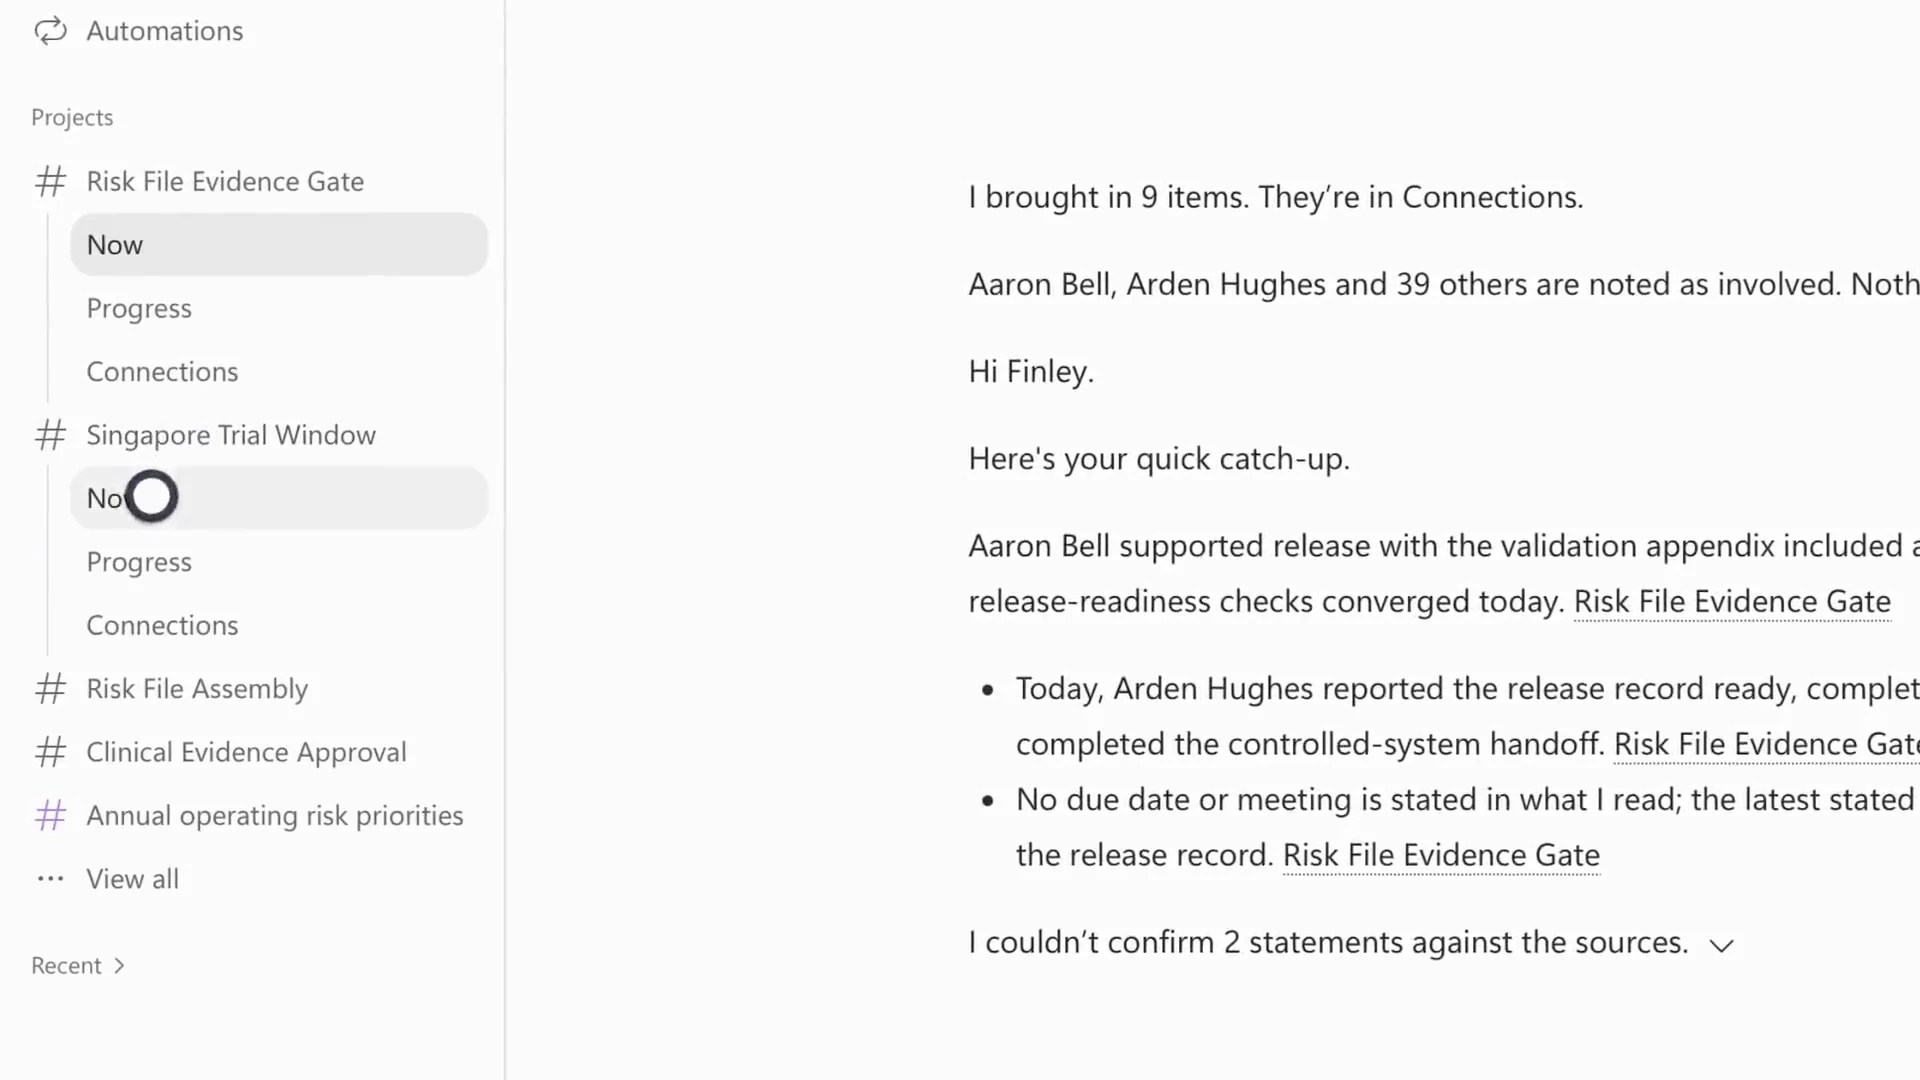 Automations
Projects
Risk File Evidence Gate
Now
Progress
Connections
Singapore Trial Window
Progress
Connections
Risk File Assembly
Clinical Evidence Approval
Annual operating risk priorities
View all
Recent
I brought in 9 items. They’re in Connections.
Aaron Bell, Arden Hughes and 39 others are noted as involved.
Hi Finley.
Here's your quick catch-up.
Aaron Bell supported release with the validation appendix included
release-readiness checks converged today. Risk File Evidence Gate
Today, Arden Hughes reported the release record ready,
completed the controlled-system handoff. Risk File Evidence Gate
No due date or meeting is stated in what I read; the latest stated
the release record. Risk File Evidence Gate
I couldn’t confirm 2 statements against the sources.